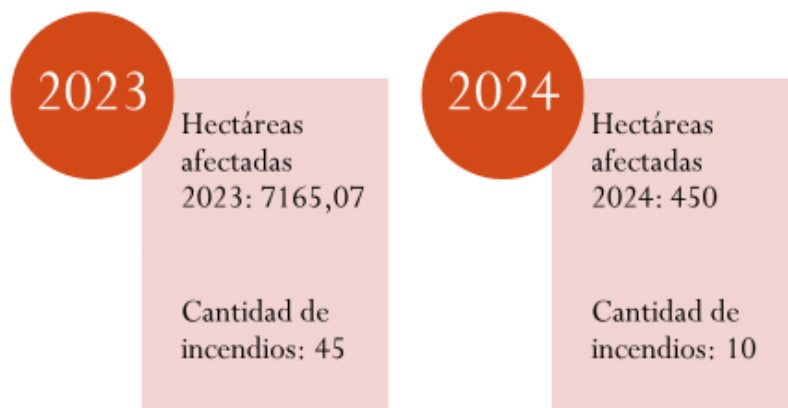 2023
Hectáreas
afectadas
2023: 7165,07
Cantidad de
incendios: 45
2024
Hectáreas
afectadas
2024: 450
Cantidad de
incendios: 10